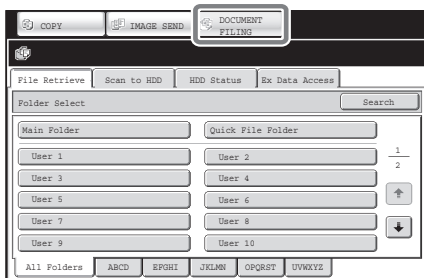 COPY IMAGE SEND DOCUMENT
FILING
File Retrieve Scan to HDD HDD Status Ex Data Access
Folder Select Search
Main Folder Quick File Folder
User 1 User 2
User 3 User 4
User 5 User 6
User 7 User 8
User 9 User 10
1
2
All Folders ABCD EFGHI JKLMN OPQRST UVWXYZ